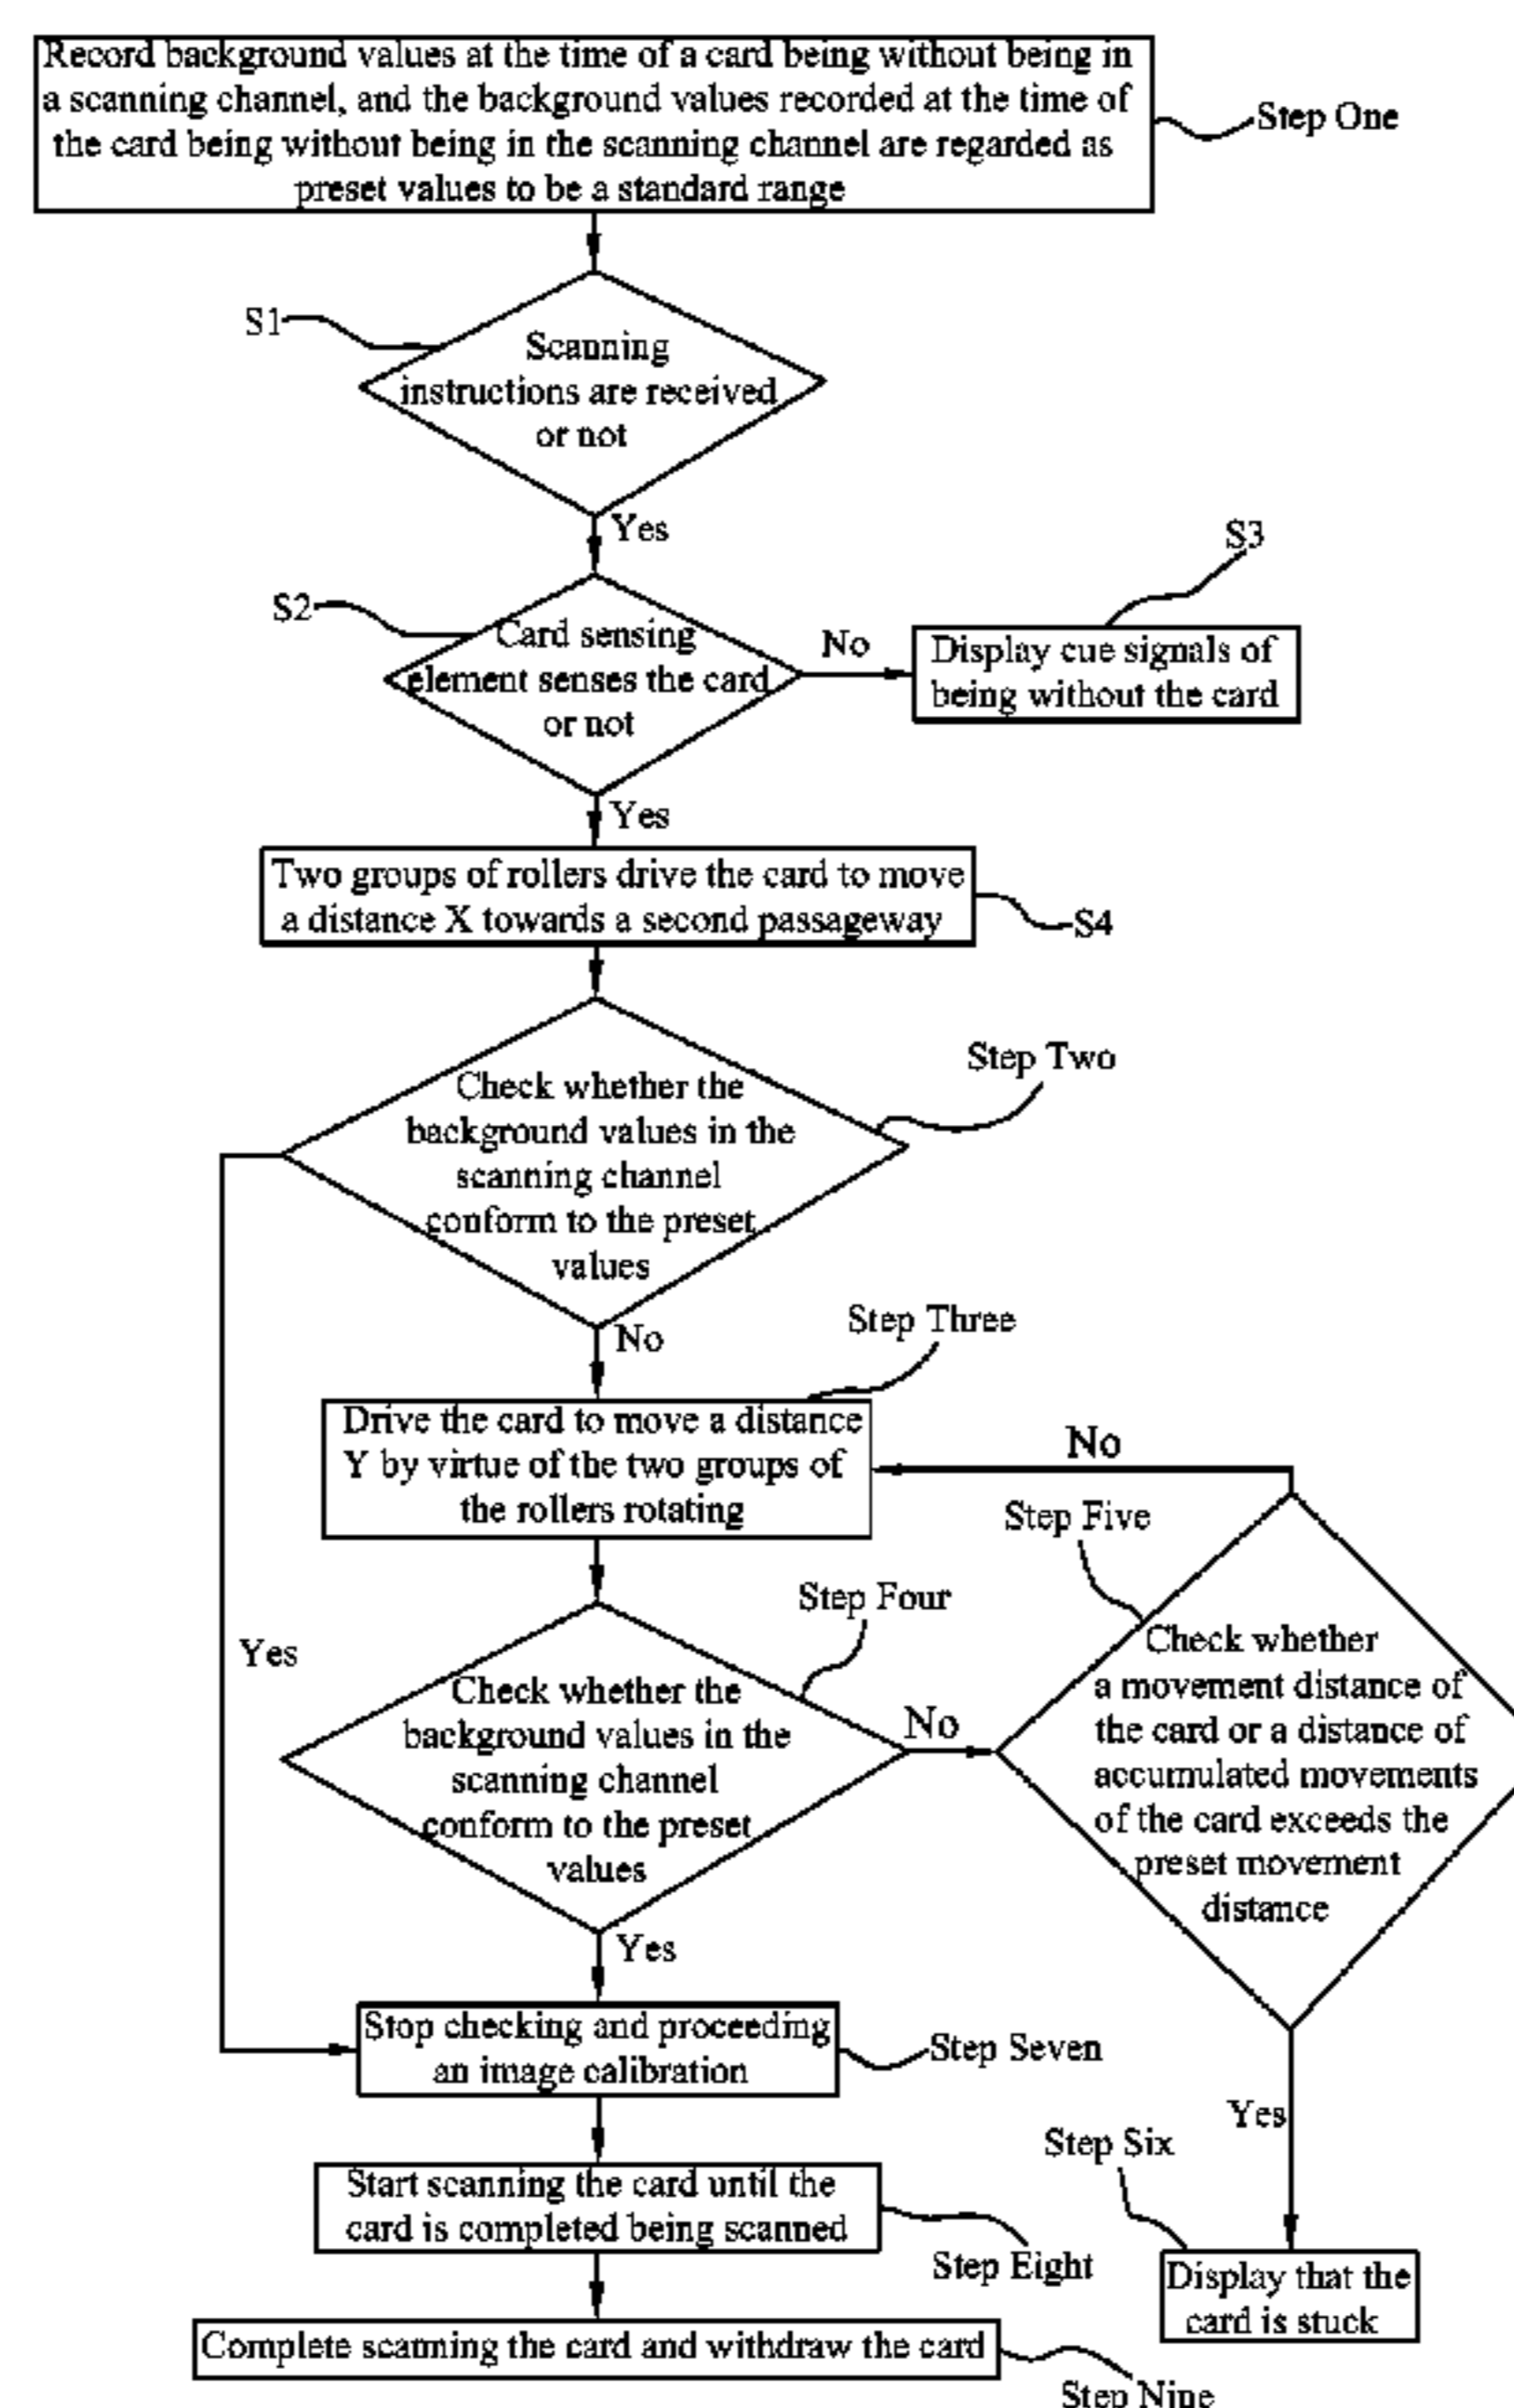 Record background values at the time of a card being without being in
a scanning channel, and the background values recorded at the time of
the card being without being in the scanning channel are regarded as
preset values to be a standard range
Step One
S1
Scanning
instructions are received
or not
Yes
S2
Card sensing
element senses the card
or not
No
S3
Display cue signals of
being without the card
Yes
Two groups of rollers drive the card to move
a distance X towards a second passageway
S4
Step Two
Check whether the
background values in the
scanning channel
conform to the preset
values
No
Step Three
Drive the card to move a distance
Y by virtue of the two groups of
the rollers rotating
No
Step Five
Step Four
Yes
Check whether the
background values in the
scanning channel
conform to the preset
values
No
Check whether
a movement distance of
the card or a distance of
accumulated movements
of the card exceeds the
preset movement
distance
Yes
Stop checking and proceeding
an image calibration
Step Seven
Yes
Step Six
Start scanning the card until the
card is completed being scanned
Step Eight
Display that the
card is stuck
Complete scanning the card and withdraw the card
Step Nine